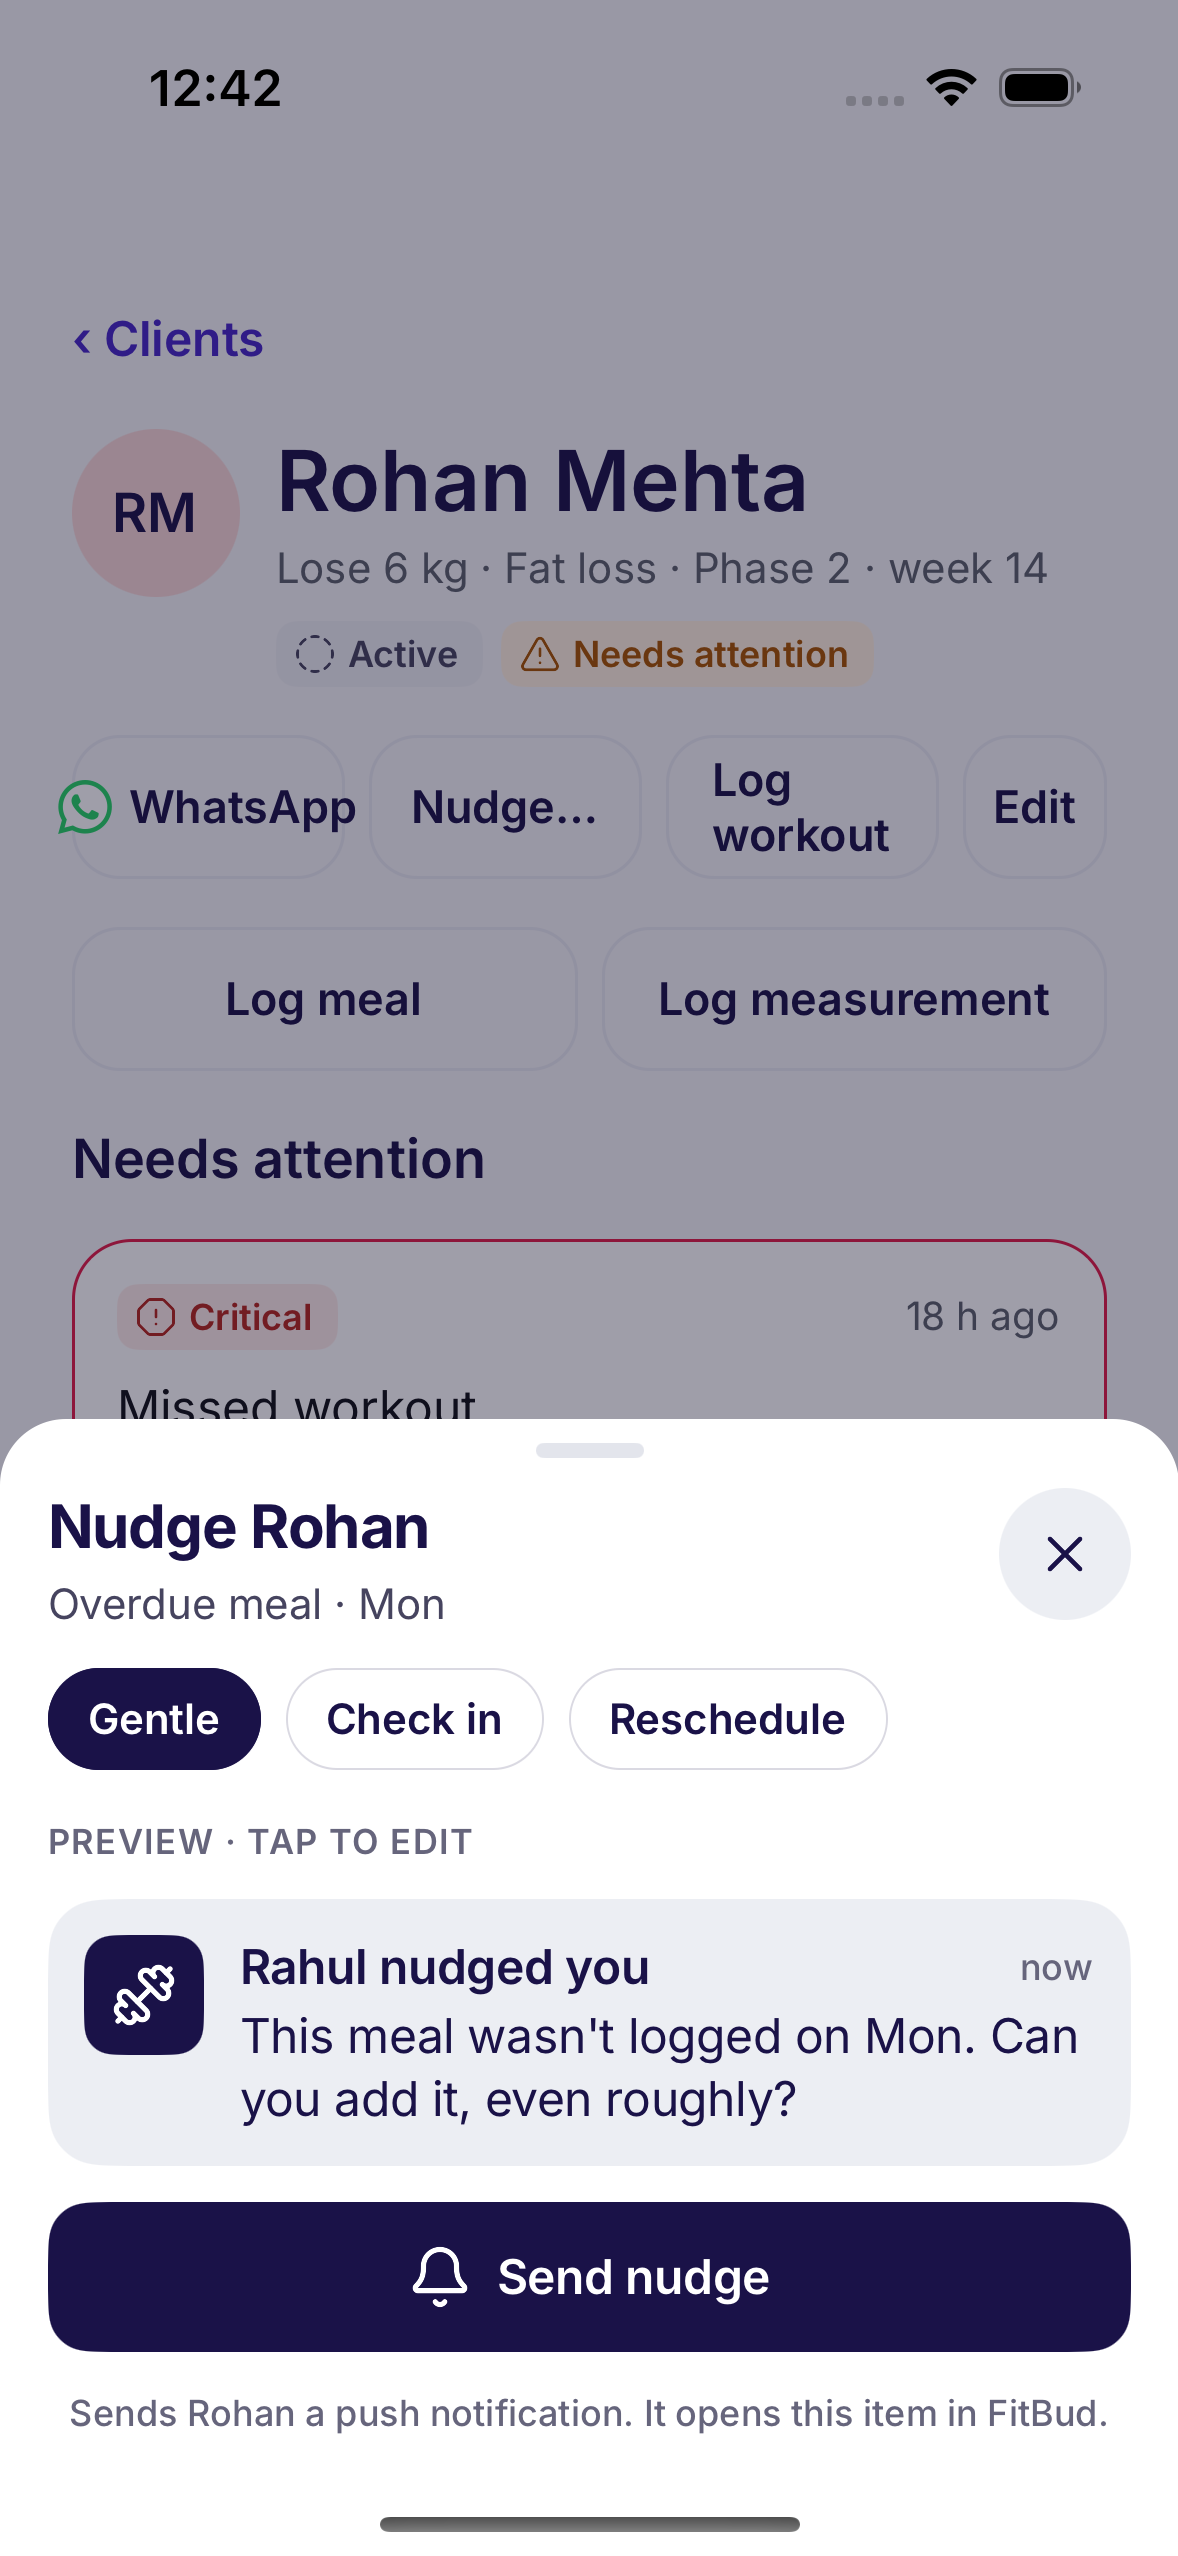 12:42
‹ Clients
RM
Rohan Mehta
Lose 6 kg · Fat loss · Phase 2 · week 14
Active
Needs attention
WhatsApp
Nudge...
Log
workout
Edit
Log meal
Log measurement
Needs attention
Critical
18 h ago
Missed workout
Nudge Rohan
Overdue meal · Mon
Gentle
Check in
Reschedule
PREVIEW · TAP TO EDIT
Rahul nudged you
now
This meal wasn't logged on Mon. Can
you add it, even roughly?
Send nudge
Sends Rohan a push notification. It opens this item in FitBud.